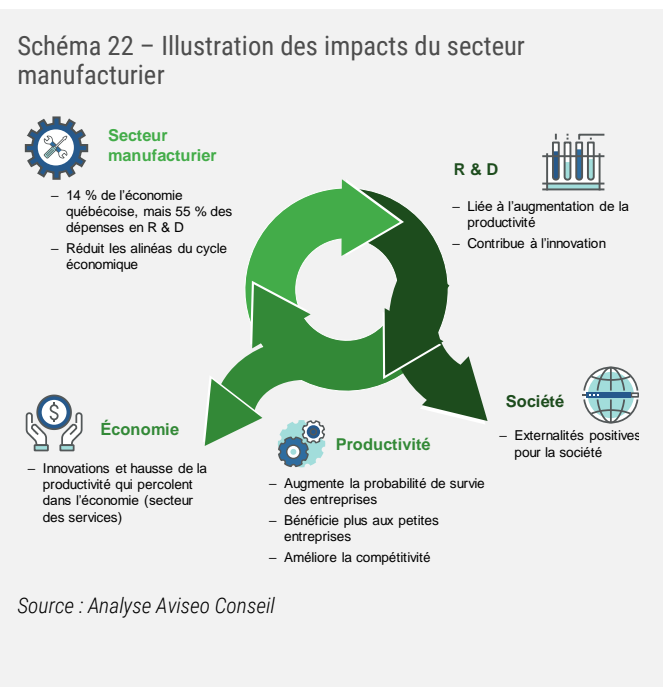 Schéma 22 – Illustration des impacts du secteur
manufacturier
Secteur
manufacturier
– 14 % de l'économie
québécoise, mais 55 % des
dépenses en R & D
– Réduit les alinéas du cycle
économique
R & D
– Liée à l'augmentation de la
productivité
– Contribue à l'innovation
Société
– Externalités positives
pour la société
Productivité
– Augmente la probabilité de survie
des entreprises
– Bénéficie plus aux petites
entreprises
– Améliore la compétitivité
$
Économie
– Innovations et hausse de la
productivité qui percolent
dans l'économie (secteur
des services)
Source : Analyse Aviseo Conseil